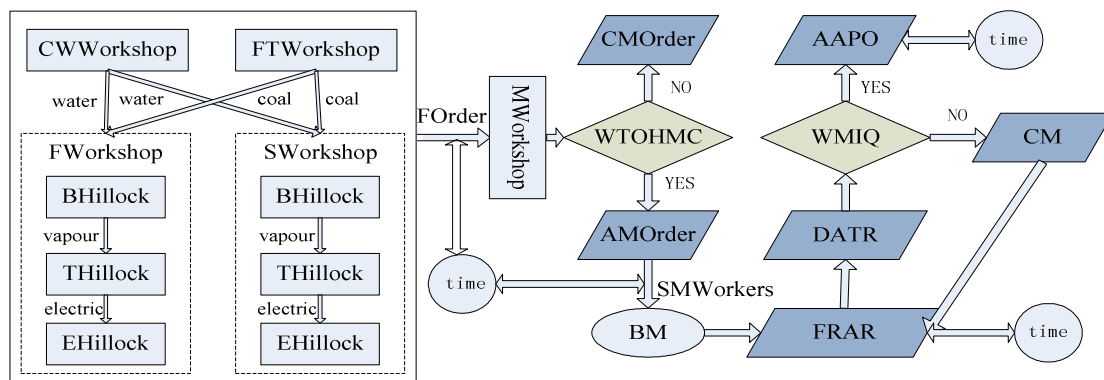 CWWorkshop
FTWorkshop
water
water
coal
coal
FWorkshop
SWorkshop
BHillock
BHillock
vapour
vapour
THillock
THillock
electric
electric
EHillock
EHillock
FOrder
MWorkshop
time
CMOrder
NO
WTOHMC
YES
AMOrder
SMWorkers
BM
AAPO
time
YES
WMIQ
NO
CM
DATR
FRAR
time